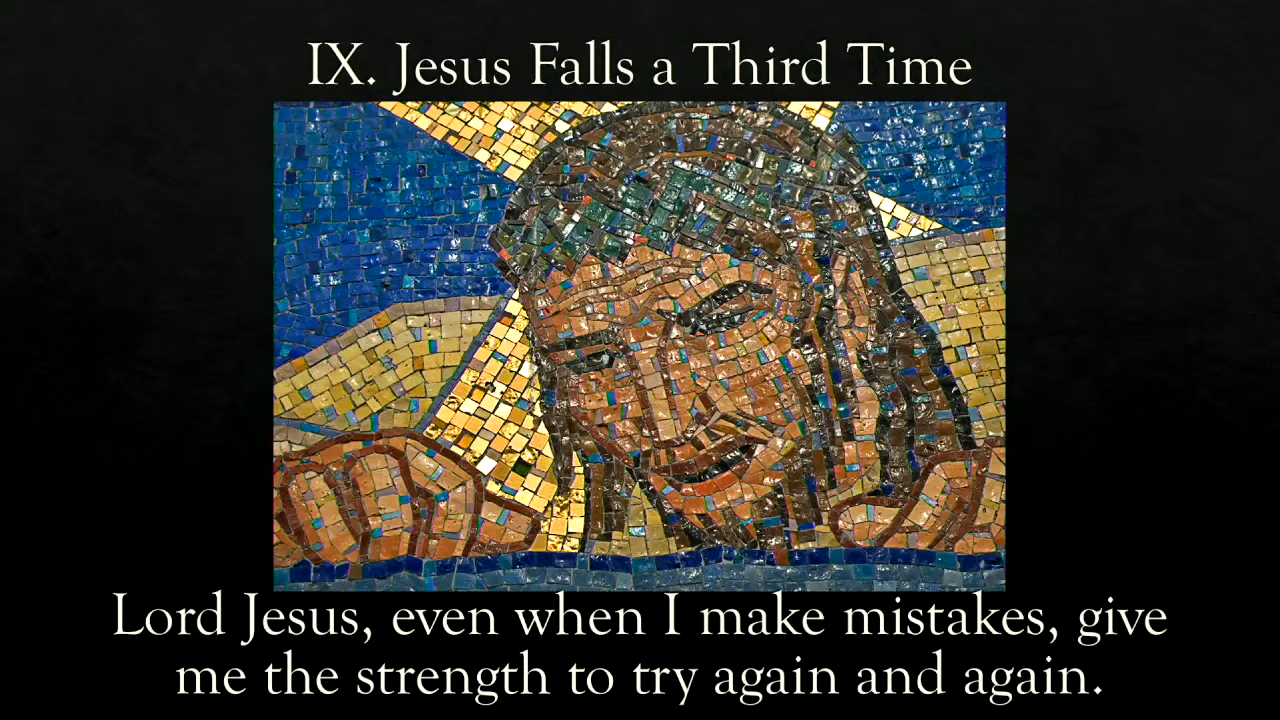 IX. Jesus Falls a Third Time
Lord Jesus, even when I make mistakes, give
me the strength to try again and again.